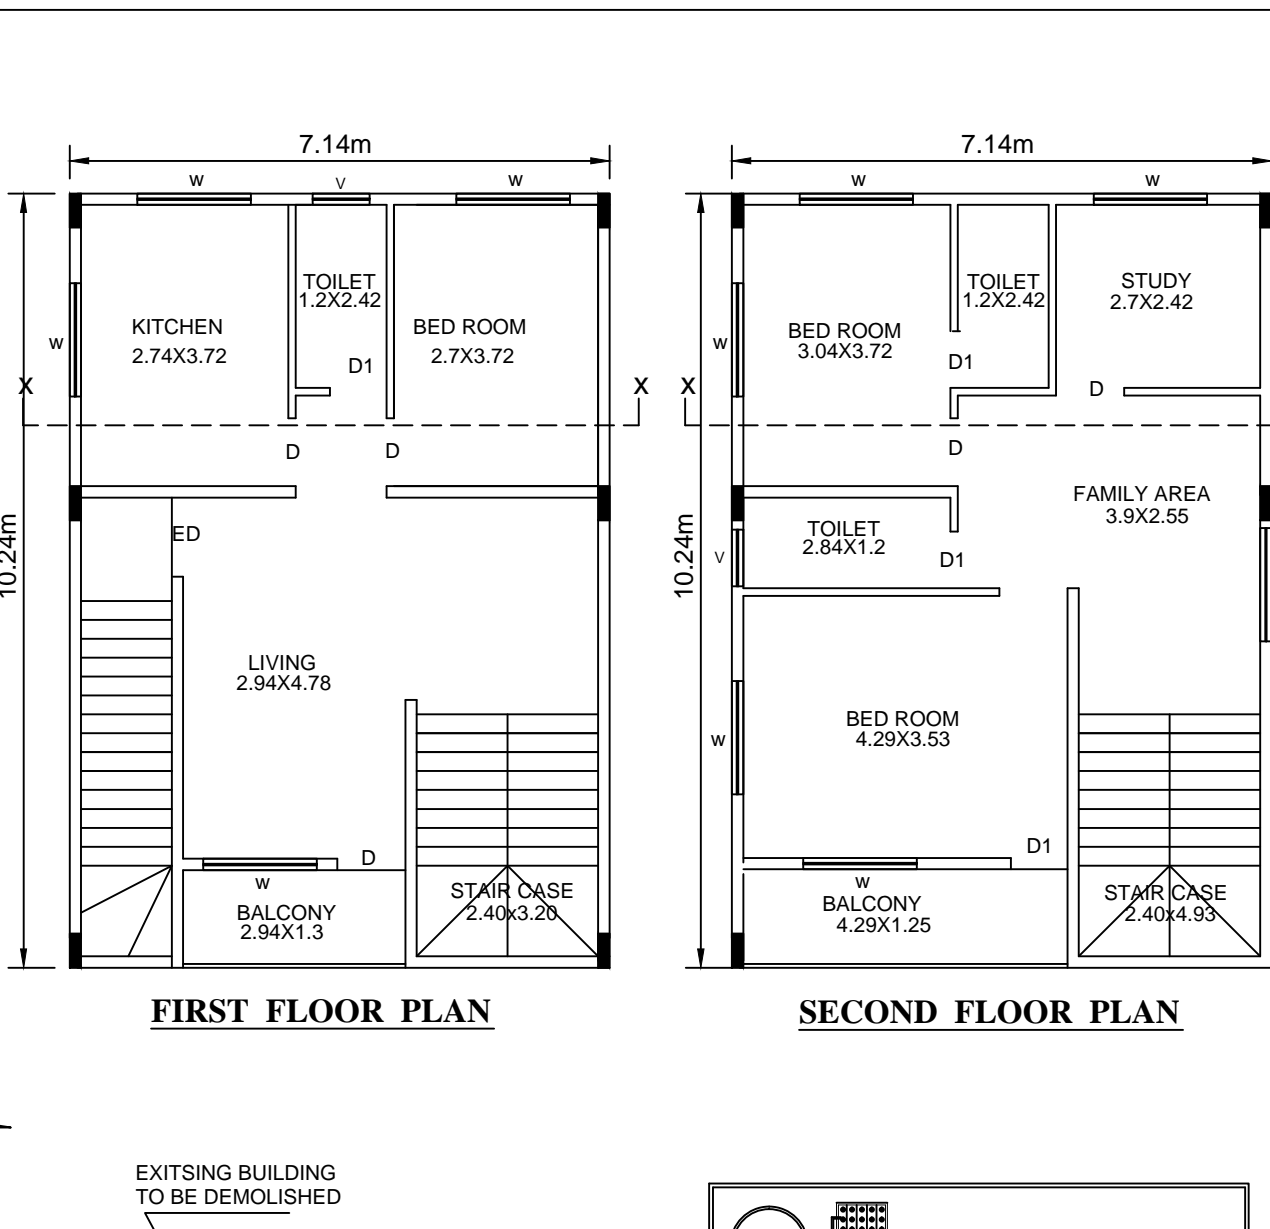 7.14m
W
V
W
TOILET
1.2X2.42
KITCHEN
2.74X3.72
BED ROOM
2.7X3.72
W
D1
X
X
D
D
10.24m
ED
LIVING
2.94X4.78
D
W
BALCONY
2.94X1.3
STAIR CASE
2.40x3.20
FIRST FLOOR PLAN
7.14m
W
W
TOILET
1.2X2.42
STUDY
2.7X2.42
BED ROOM
3.04X3.72
W
D1
X
D
D
FAMILY AREA
3.9X2.55
10.24m
TOILET
2.84X1.2
V
D1
BED ROOM
4.29X3.53
W
D1
W
BALCONY
4.29X1.25
STAIR CASE
2.40x4.93
SECOND FLOOR PLAN
EXITSING BUILDING
TO BE DEMOLISHED